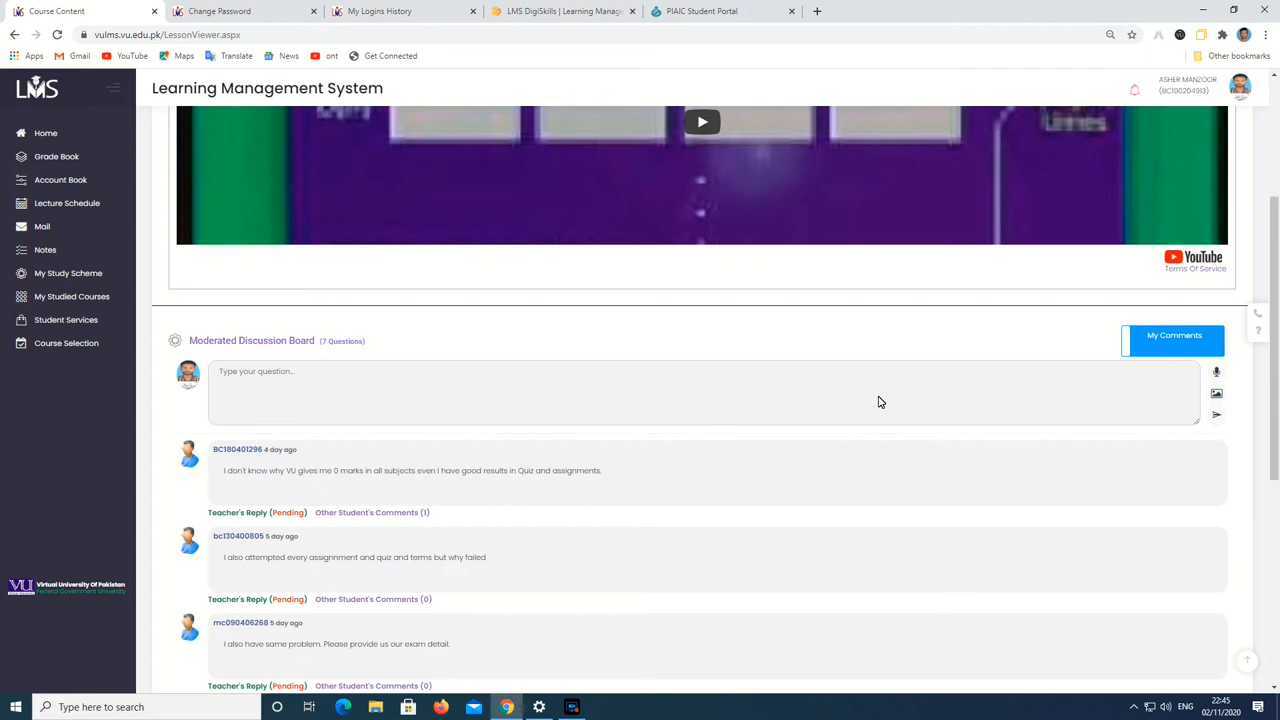 Course Content
Change Password
My Logins History
LMS DigiSkills | Learning Manage
PIAIC Student Portal
vulms.vu.edu.pk/LessonViewer.aspx
Apps
Gmail
YouTube
Maps
Translate
News
ont
Get Connected
Other bookmarks
LMS
Learning Management System
ASHER MANZOOR
(BC190204913)
Home
Grade Book
Account Book
Lecture Schedule
Mail
Notes
My Study Scheme
My Studied Courses
Student Services
Course Selection
VU
Virtual University Of Pakistan
Federal Government University
YouTube
Terms Of Service
Moderated Discussion Board (7 Questions)
My Comments
Type your question...
BC180401296 4 day ago
I don't know why VU gives me 0 marks in all subjects even I have good results in Quiz and assignments.
Teacher's Reply (Pending) Other Student's Comments (1)
bc130400805 5 day ago
I also attempted every assignnment and quiz and terms but why failed
Teacher's Reply (Pending) Other Student's Comments (0)
mc090406268 5 day ago
I also have same problem. Please provide us our exam detail.
Teacher's Reply (Pending) Other Student's Comments (0)
Type here to search
ENG
22:45
02/11/2020